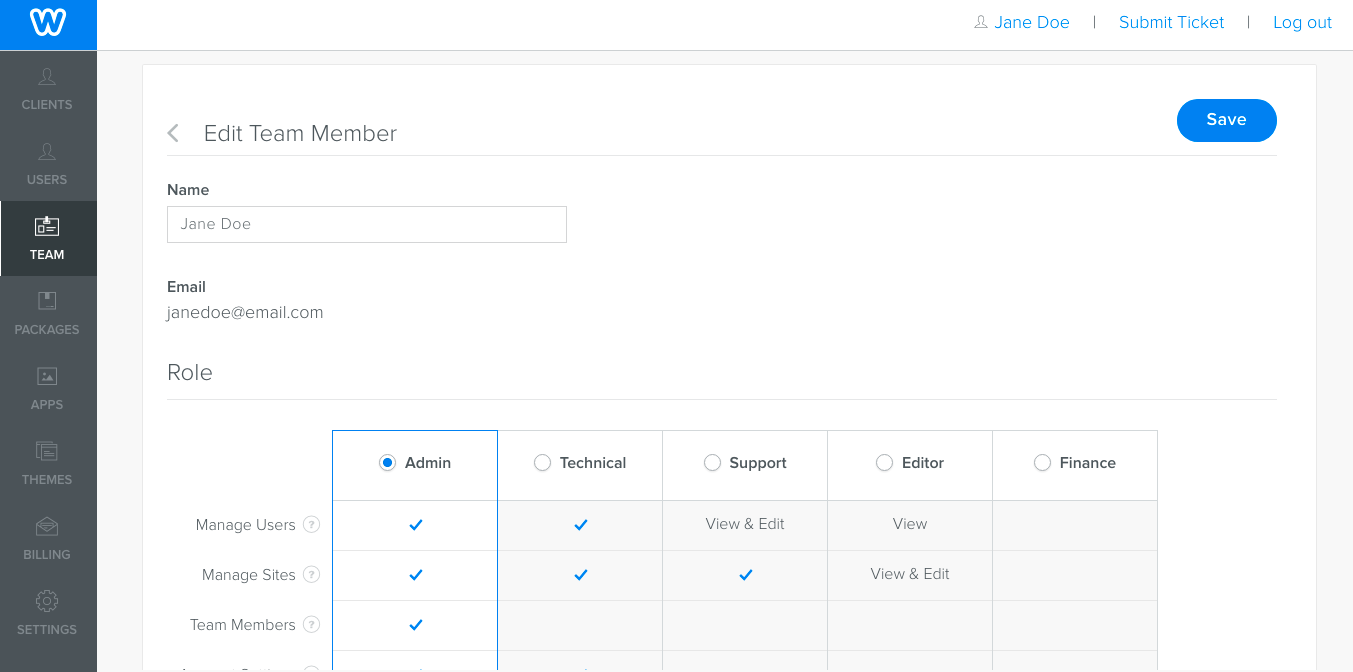 W
Jane Doe | Submit Ticket | Log out
CLIENTS
USERS
TEAM
PACKAGES
APPS
THEMES
BILLING
SETTINGS
Edit Team Member
Save
Name
Jane Doe
Email
janedoe@email.com
Role
Admin Technical Support Editor Finance
Manage Users ? View & Edit View
Manage Sites ? View & Edit
Team Members ?